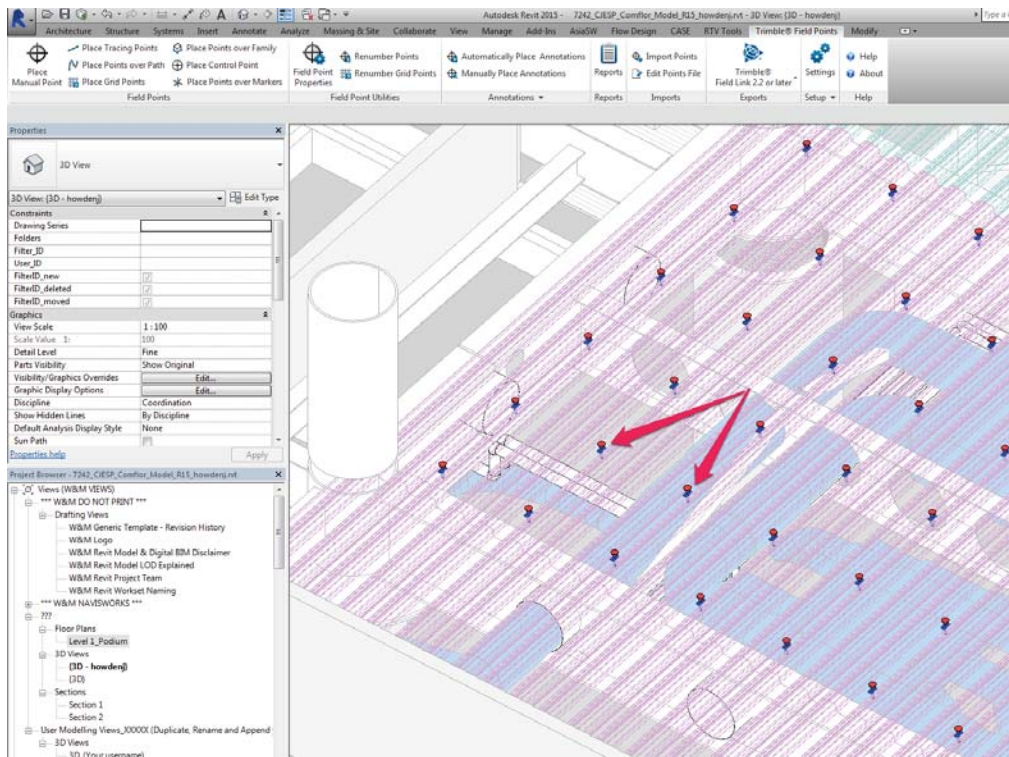 Autodesk Revit 2015 - 7242_CJESP_Comflor_Model_R15_howdenj.rvt - 3D View: {3D - howdenj}
Type a
Architecture Structure Systems Insert Annotate Analyze Massing & Site Collaborate View Manage Add-Ins AsiaSW Flow Design CASE RTV Tools Trimble® Field Points Modify
Place Manual Point
Place Tracing Points
Place Points over Path
Place Grid Points
Place Points over Family
Place Control Point
Place Points over Markers
Field Points
Field Point Properties
Renumber Points
Renumber Grid Points
Field Point Utilities
Automatically Place Annotations
Manually Place Annotations
Annotations
Reports
Reports
Import Points
Edit Points File
Imports
Trimble®
Field Link 2.2 or later
Exports
Settings
Setup
Help
About
Help
Properties
3D View
3D View: {3D - howdenj} Edit Type
Constraints
Drawing Series
Folders
Filter_ID
User_ID
FilterID_new
FilterID_deleted
FilterID_moved
Graphics
View Scale 1 : 100
Scale Value 1: 100
Detail Level Fine
Parts Visibility Show Original
Visibility/Graphics Overrides Edit...
Graphic Display Options Edit...
Discipline Coordination
Show Hidden Lines By Discipline
Default Analysis Display Style None
Sun Path
Properties help Apply
Project Browser - 7242_CJESP_Comflor_Model_R15_howdenj.rvt
Views (W&M VIEWS)
*** W&M DO NOT PRINT ***
Drafting Views
W&M Generic Template - Revision History
W&M Logo
W&M Revit Model & Digital BIM Disclaimer
W&M Revit Model LOD Explained
W&M Revit Project Team
W&M Revit Workset Naming
*** W&M NAVISWORKS ***
???
Floor Plans
Level 1_Podium
3D Views
{3D - howdenj}
{3D}
Sections
Section 1
Section 2
User Modelling Views_XXXXX (Duplicate, Rename and Append
3D Views
3D (Your username)